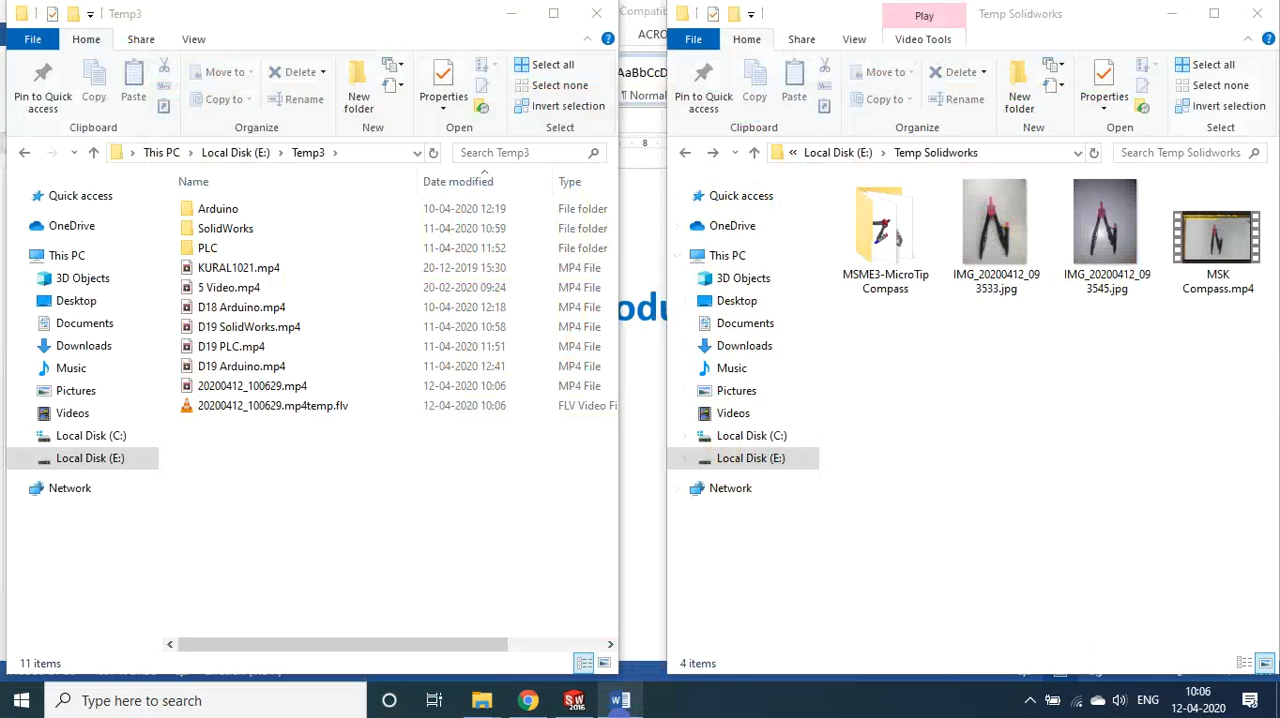 Temp3
File Home Share View
Move to
Delete
Copy to
Rename
Pin to Quick access
Copy
Paste
New folder
Properties
Select all
Select none
Invert selection
Clipboard Organize New Open Select
This PC Local Disk (E:) Temp3
Search Temp3
Name Date modified Type
Quick access
OneDrive
This PC
3D Objects
Desktop
Documents
Downloads
Music
Pictures
Videos
Local Disk (C:)
Local Disk (E:)
Network
Arduino 10-04-2020 12:19 File folder
SolidWorks 11-04-2020 10:59 File folder
PLC 11-04-2020 11:52 File folder
KURAL1021.mp4 20-12-2019 15:30 MP4 File
5 Video.mp4 20-02-2020 09:24 MP4 File
D18 Arduino.mp4 10-04-2020 12:18 MP4 File
D19 SolidWorks.mp4 11-04-2020 10:58 MP4 File
D19 PLC.mp4 11-04-2020 11:51 MP4 File
D19 Arduino.mp4 11-04-2020 12:41 MP4 File
20200412_100629.mp4 12-04-2020 10:06 MP4 File
20200412_100629.mp4temp.flv 12-04-2020 10:06 FLV Video Fi
11 items
Compatib
ACRO
AaBbCcD
¶ Normal
8
odu
Play
Temp Solidworks
File Home Share View Video Tools
Move to
Delete
Copy to
Rename
Pin to Quick access
Copy
Paste
New folder
Properties
Select all
Select none
Invert selection
Clipboard Organize New Open Select
« Local Disk (E:) Temp Solidworks
Search Temp Solidworks
Quick access
OneDrive
This PC
3D Objects
Desktop
Documents
Downloads
Music
Pictures
Videos
Local Disk (C:)
Local Disk (E:)
Network
MSME3-MicroTip
Compass
IMG_20200412_09
3533.jpg
IMG_20200412_09
3545.jpg
MSK
Compass.mp4
4 items
Type here to search
SW
2016
ENG
10:06
12-04-2020